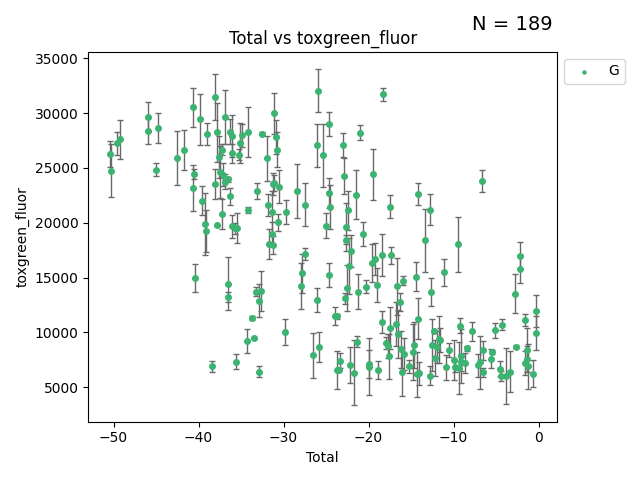 N = 189
Total vs toxgreen_fluor
G
toxgreen_fluor
35000
30000
25000
20000
15000
10000
5000
−50 −40 −30 −20 −10 0
Total